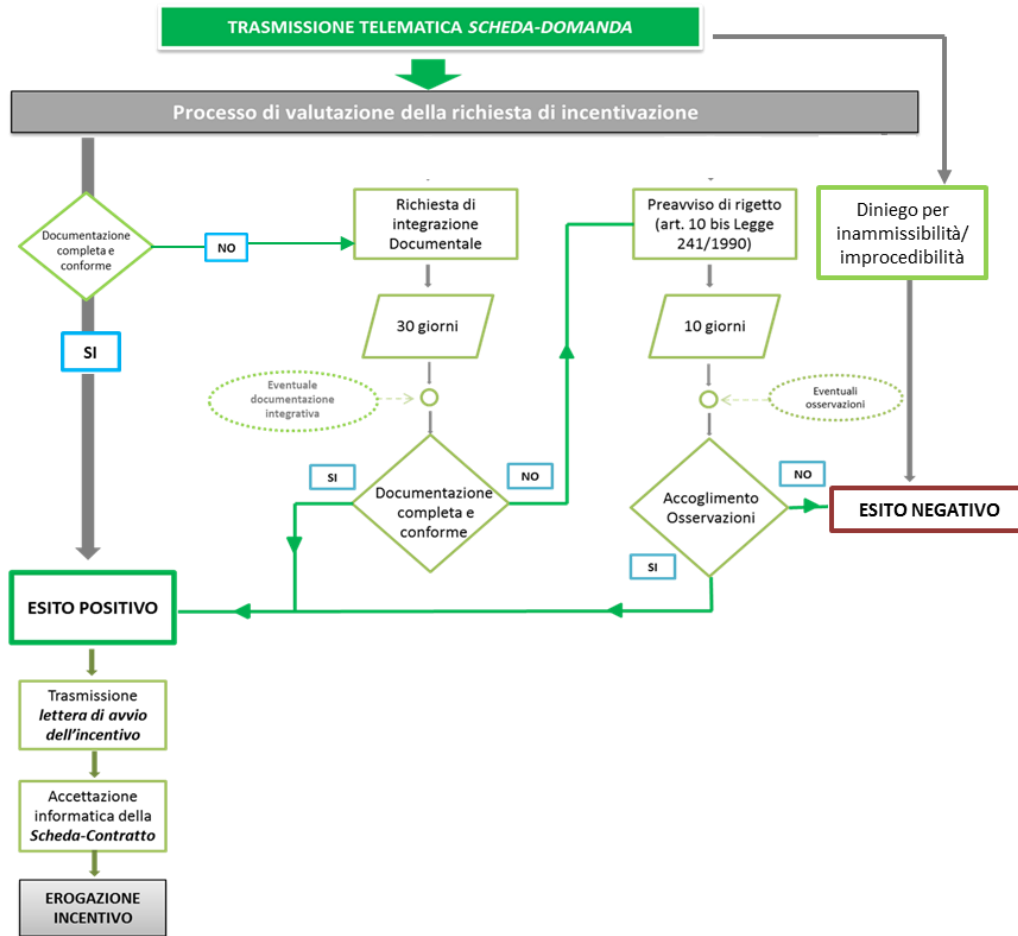 TRASMISSIONE TELEMATICA SCHEDA-DOMANDA
Processo di valutazione della richiesta di incentivazione
Documentazione
completa e
conforme
NO
SI
Richiesta di
integrazione
Documentale
30 giorni
Eventuale
documentazione
integrativa
SI
Documentazione
completa e
conforme
NO
Preavviso di rigetto
(art. 10 bis Legge
241/1990)
10 giorni
Eventuali
osservazioni
Accoglimento
Osservazioni
NO
SI
Diniego per
inammissibilità/
improcedibilità
ESITO NEGATIVO
ESITO POSITIVO
Trasmissione
lettera di avvio
dell'incentivo
Accettazione
informatica della
Scheda-Contratto
EROGAZIONE
INCENTIVO